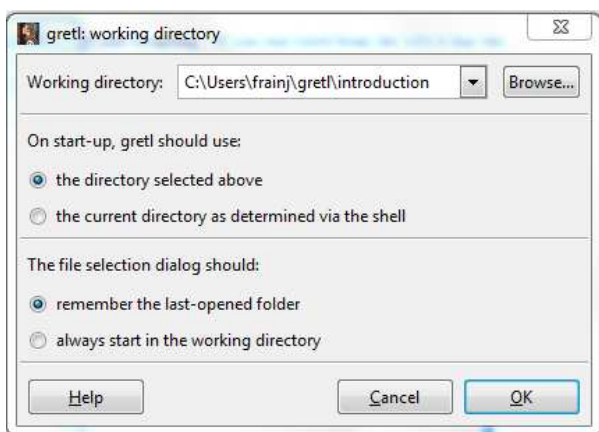 gretl: working directory
Working directory: C:\Users\frainj\gretl\introduction Browse...
On start-up, gretl should use:
the directory selected above
the current directory as determined via the shell
The file selection dialog should:
remember the last-opened folder
always start in the working directory
Help Cancel OK